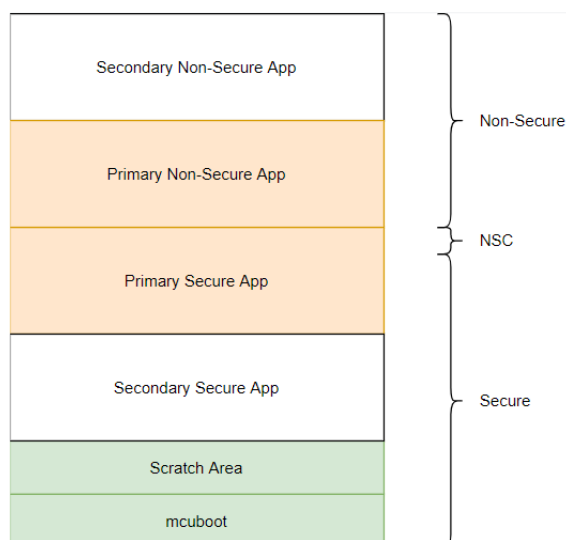 Secondary Non-Secure App
Non-Secure
Primary Non-Secure App
NSC
Primary Secure App
Secondary Secure App
Secure
Scratch Area
mcuboot